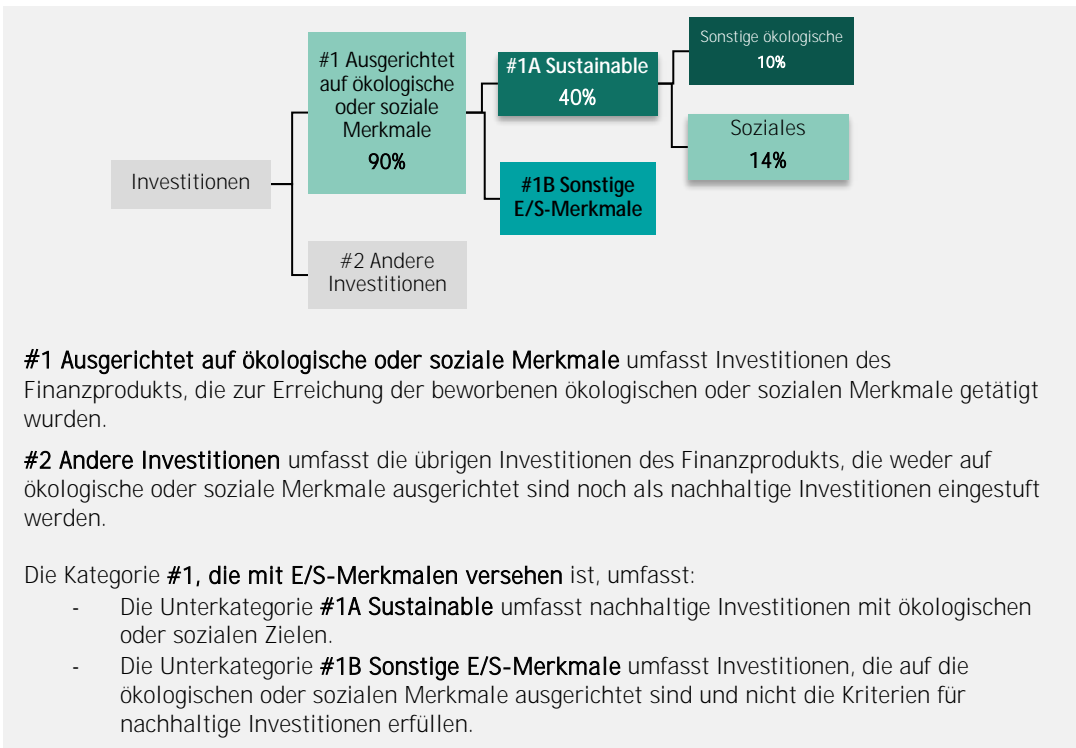 Investitionen
#1 Ausgerichtet
auf ökologische
oder soziale
Merkmale
90%
#2 Andere
Investitionen
#1A Sustainable
40%
#1B Sonstige
E/S-Merkmale
Sonstige ökologische
10%
Soziales
14%
#1 Ausgerichtet auf ökologische oder soziale Merkmale umfasst Investitionen des
Finanzprodukts, die zur Erreichung der beworbenen ökologischen oder sozialen Merkmale getätigt
wurden.
#2 Andere Investitionen umfasst die übrigen Investitionen des Finanzprodukts, die weder auf
ökologische oder soziale Merkmale ausgerichtet sind noch als nachhaltige Investitionen eingestuft
werden.
Die Kategorie #1, die mit E/S-Merkmalen versehen ist, umfasst:
- Die Unterkategorie #1A Sustainable umfasst nachhaltige Investitionen mit ökologischen
oder sozialen Zielen.
- Die Unterkategorie #1B Sonstige E/S-Merkmale umfasst Investitionen, die auf die
ökologischen oder sozialen Merkmale ausgerichtet sind und nicht die Kriterien für
nachhaltige Investitionen erfüllen.